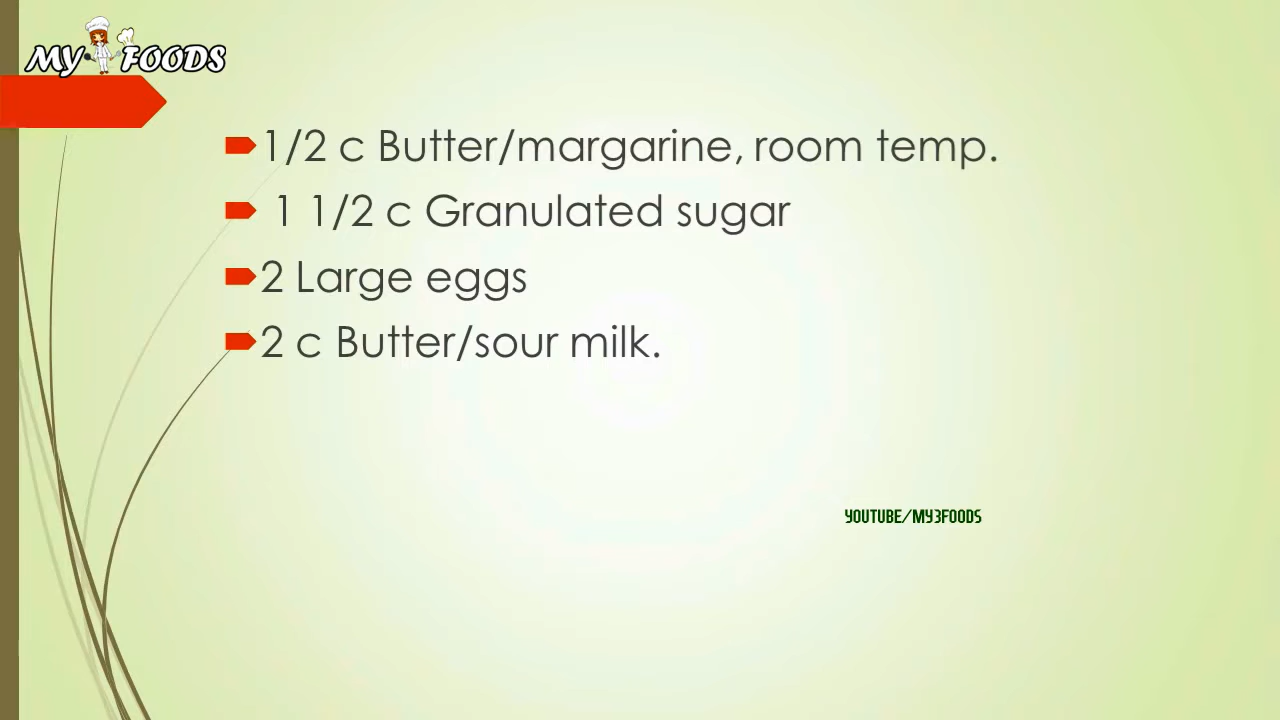 MY FOODS
1/2 c Butter/margarine, room temp.
1 1/2 c Granulated sugar
2 Large eggs
2 c Butter/sour milk.
YOUTUBE/MY3FOODS